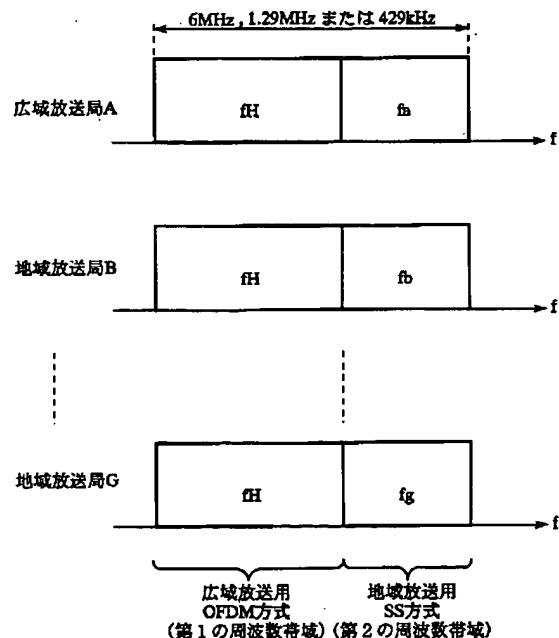 6MHz , 1.29MHz または 429kHz
広域放送局A
fH
fa
f
地域放送局B
fH
fb
f
地域放送局G
fH
fg
f
広域放送用
OFDM方式
(第1の周波数帯域)
地域放送用
SS方式
(第2の周波数帯域)